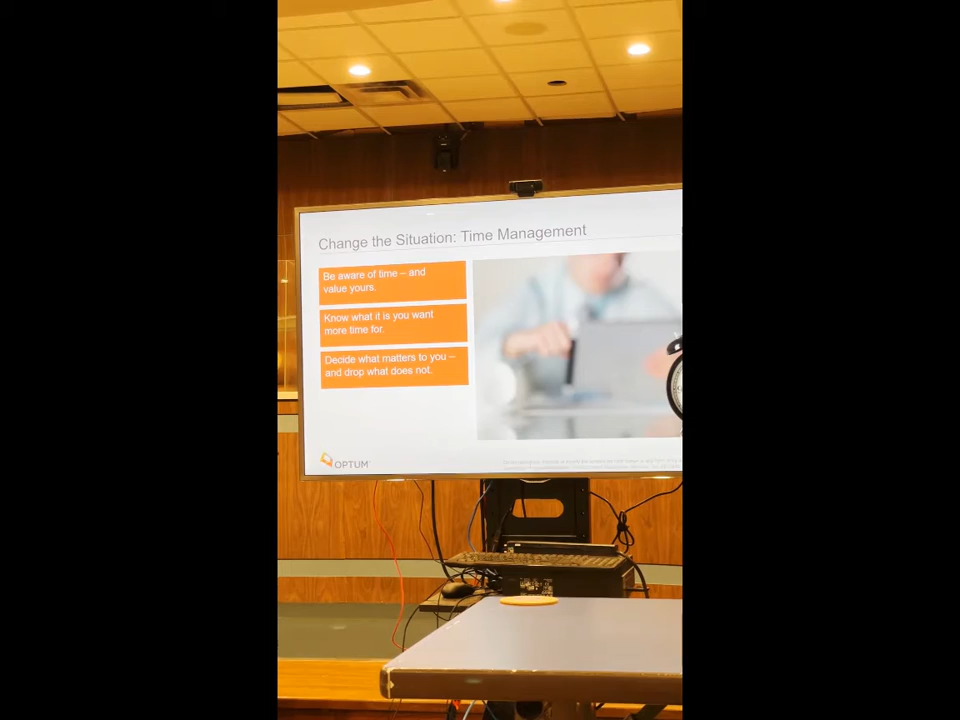 Change the Situation: Time Management
Be aware of time – and
value yours.
Know what it is you want
more time for.
Decide what matters to you –
and drop what does not.
OPTUM